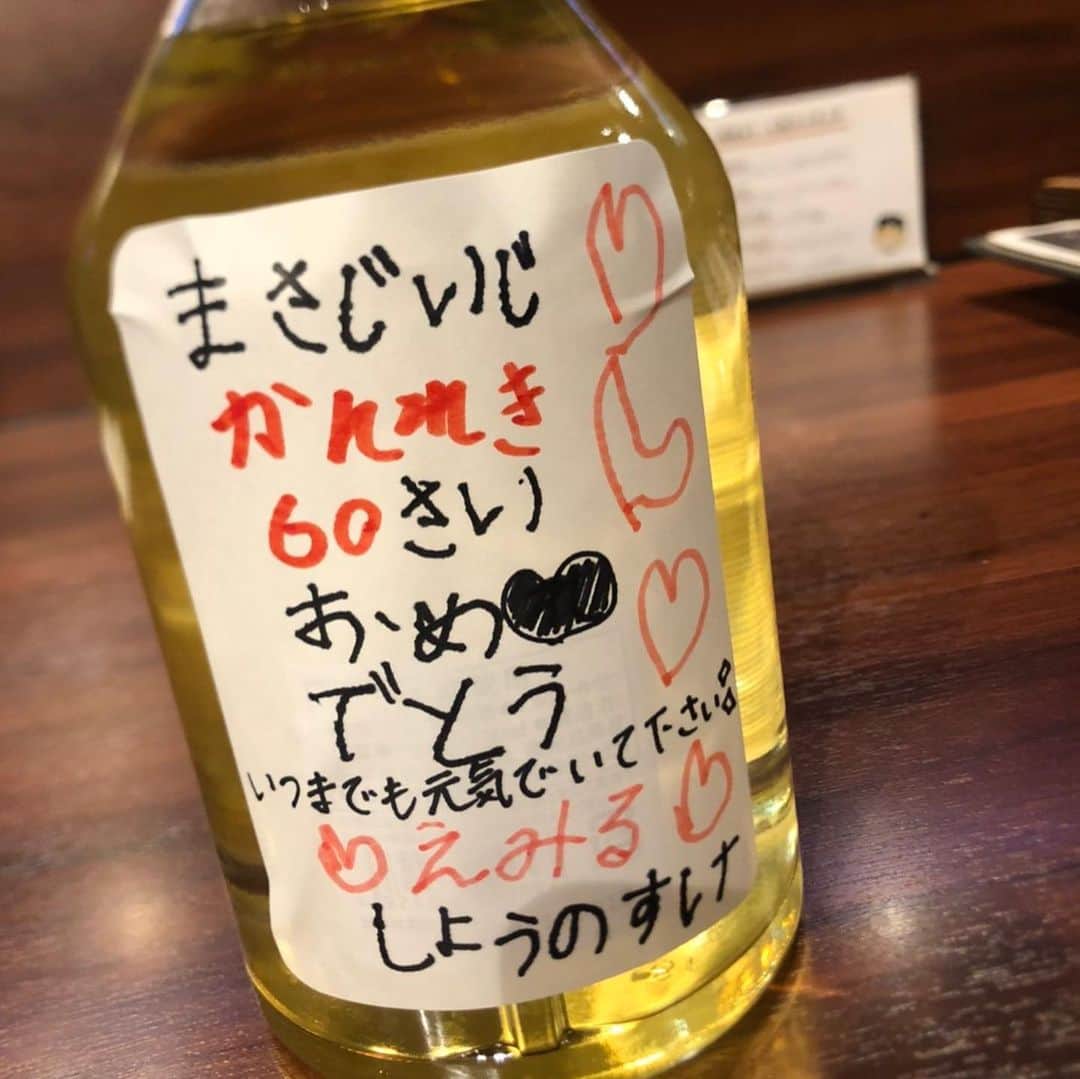 まさじいじ
かんれき
60さい
おめ
でとう
いつまでも元気でいて下さい
えみる
しょうのすけ